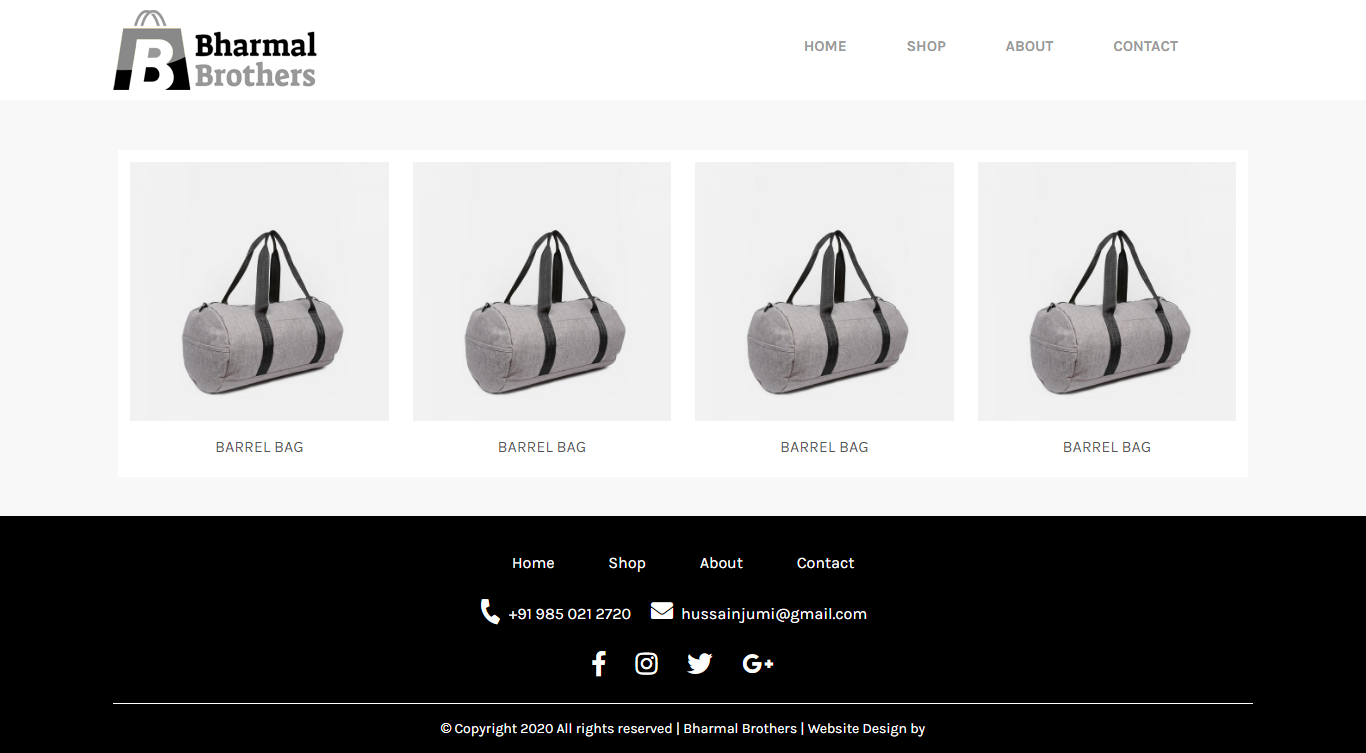 B Bharmal
Brothers
HOME SHOP ABOUT CONTACT
BARREL BAG BARREL BAG BARREL BAG BARREL BAG
Home Shop About Contact
+91 985 021 2720 hussainjumi@gmail.com
f G+
© Copyright 2020 All rights reserved | Bharmal Brothers | Website Design by